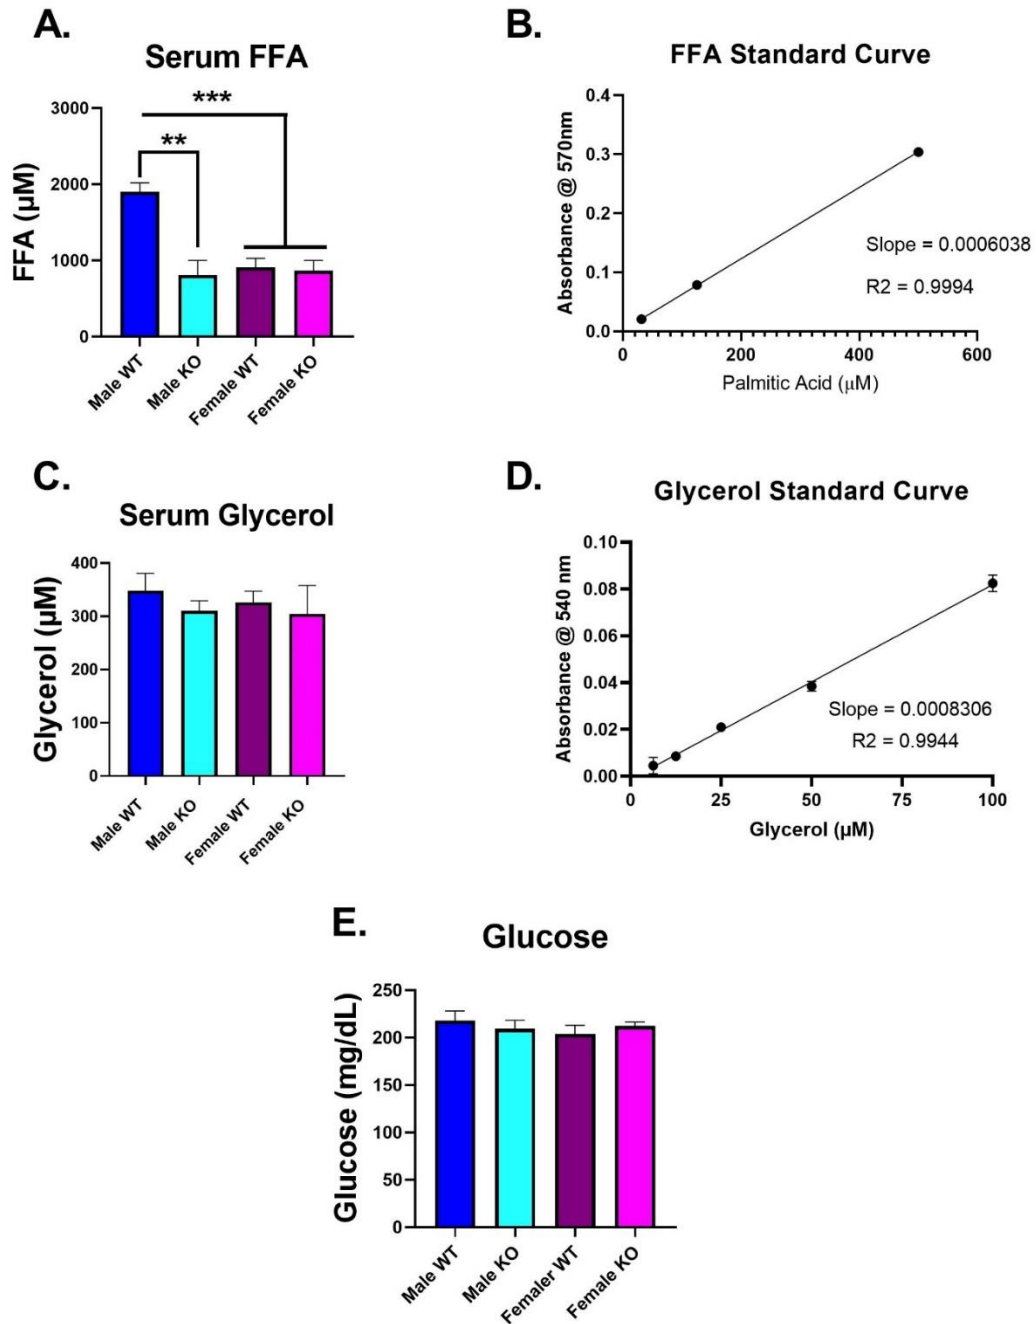 A.
Serum FFA
***
**
FFA (µM)
3000
2000
1000
0
Male WT
Male KO
Female WT
Female KO
B.
FFA Standard Curve
Absorbance @ 570nm
0.4
0.3
0.2
0.1
0.0
Slope = 0.0006038
R2 = 0.9994
0
200
400
600
Palmitic Acid (µM)
C.
Serum Glycerol
Glycerol (µM)
400
300
200
100
0
Male WT
Male KO
Female WT
Female KO
D.
Glycerol Standard Curve
Absorbance @ 540 nm
0.10
0.08
0.06
0.04
0.02
0.00
Slope = 0.0008306
R2 = 0.9944
0
25
50
75
100
Glycerol (µM)
E.
Glucose
Glucose (mg/dL)
250
200
150
100
50
0
Male WT
Male KO
Femaler WT
Female KO